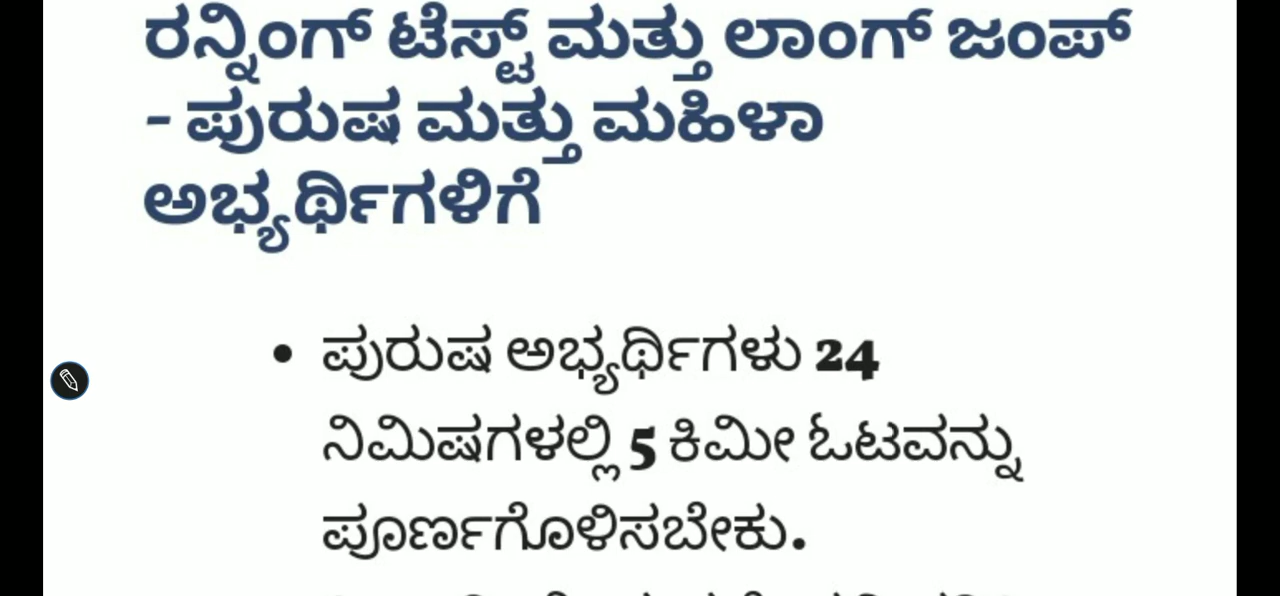 ರನ್ನಿಂಗ್ ಟೆಸ್ಟ್ ಮತ್ತು ಲಾಂಗ್ ಜಂಪ್
- ಪುರುಷ ಮತ್ತು ಮಹಿಳಾ
ಅಭ್ಯರ್ಥಿಗಳಿಗೆ
• ಪುರುಷ ಅಭ್ಯರ್ಥಿಗಳು 24
ನಿಮಿಷಗಳಲ್ಲಿ 5 ಕಿಮೀ ಓಟವನ್ನು
ಪೂರ್ಣಗೊಳಿಸಬೇಕು.